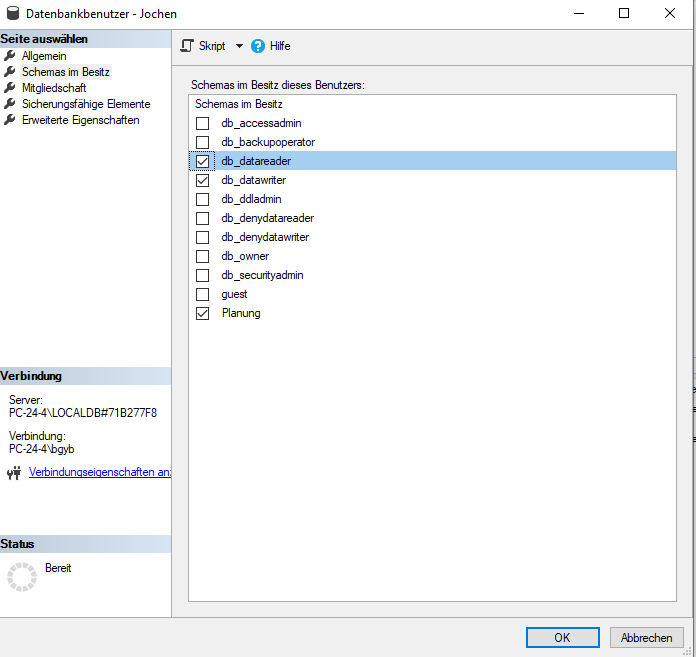 Datenbankbenutzer - Jochen
Seite auswählen
Allgemein
Schemas im Besitz
Mitgliedschaft
Sicherungsfähige Elemente
Erweiterte Eigenschaften
Verbindung
Server:
PC-24-4\LOCALDB#71B277F8
Verbindung:
PC-24-4\bgyb
Verbindungseigenschaften an
Status
Bereit
Skript
Hilfe
Schemas im Besitz dieses Benutzers:
Schemas im Besitz
db_accessadmin
db_backupoperator
db_datareader
db_datawriter
db_ddladmin
db_denydatareader
db_denydatawriter
db_owner
db_securityadmin
guest
Planung
OK
Abbrechen